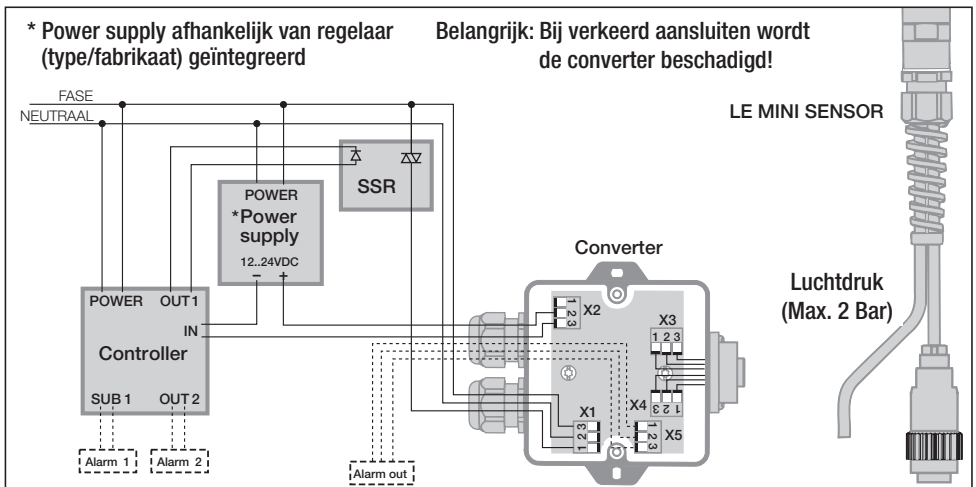 * Power supply afhankelijk van regelaar
(type/fabrikaat) geïntegreerd
Belangrijk: Bij verkeerd aansluiten wordt
de converter beschadigd!
FASE
NEUTRAAL
LE MINI SENSOR
SSR
POWER
*Power
supply
12..24VDC
− +
Converter
Luchtdruk
(Max. 2 Bar)
POWER OUT1
IN
Controller
SUB 1 OUT2
Alarm 1
Alarm 2
Alarm out
1
2
3
X2
X3
1 2 3
X4
3 2 1
X1
3
2
1
X5
1
2
3